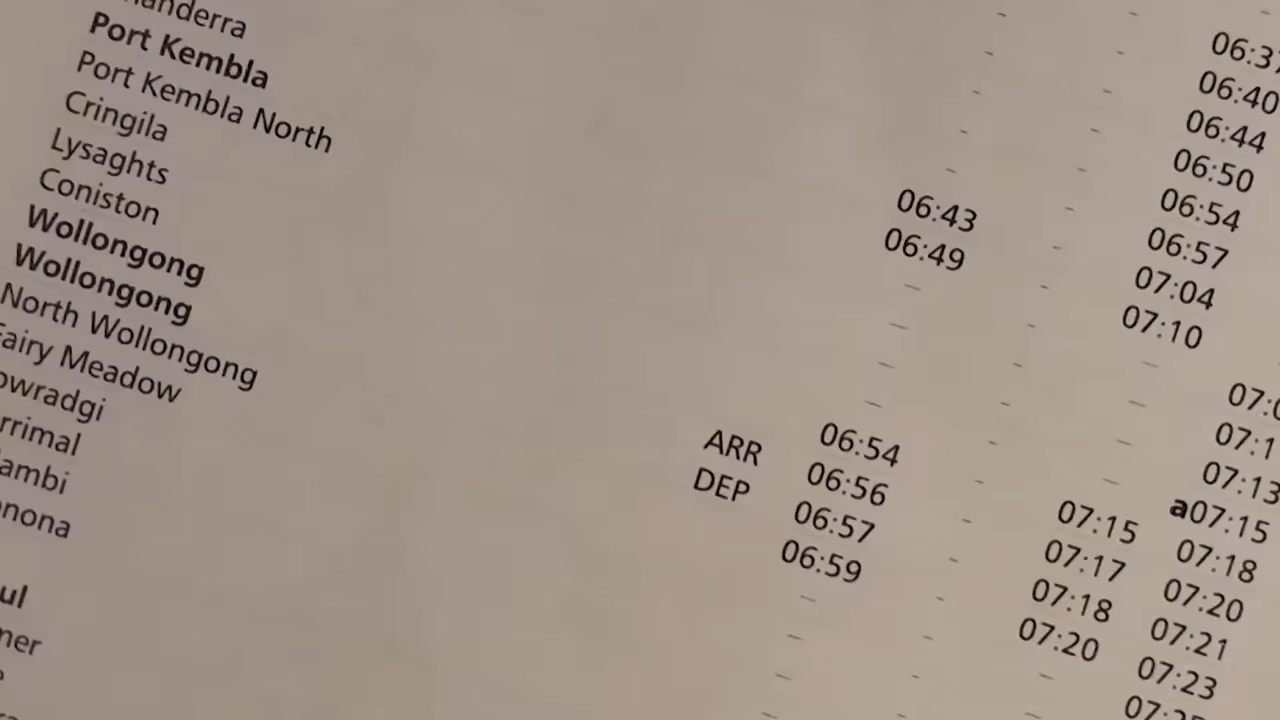 06:40
- - 06:44
- - 06:50
- - 06:54
- - 06:57
06:43 - 07:04
06:49 - 07:10
Port Kembla - - -
Port Kembla North - - -
Cringila - - - 07:13
Lysaghts - - - a07:15
Coniston 06:54 - 07:15 07:18
Wollongong ARR 06:56 - 07:17 07:20
Wollongong DEP 06:57 - 07:18 07:21
North Wollongong 06:59 - 07:20 07:23
Fairy Meadow - - -